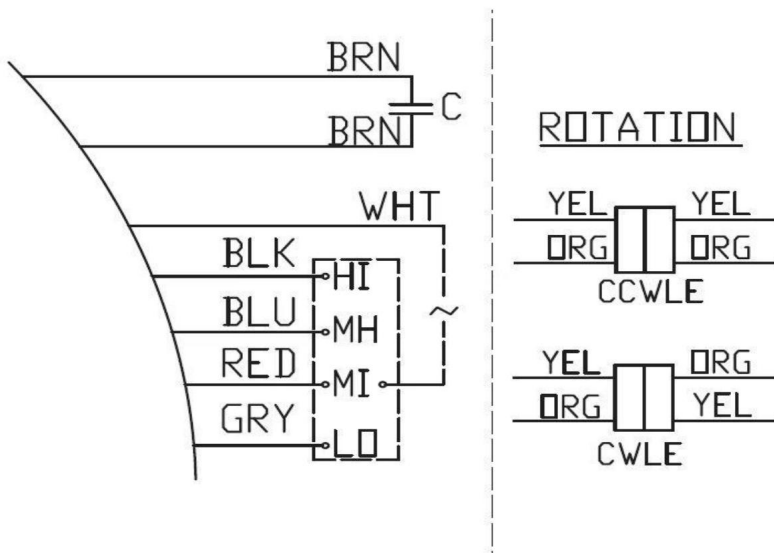 BRN
C
BRN
WHT
BLK HI
BLU MH
RED MI
GRY LO
~
ROTATION
YEL YEL
ORG ORG
CCWLE
YEL ORG
ORG YEL
CWLE